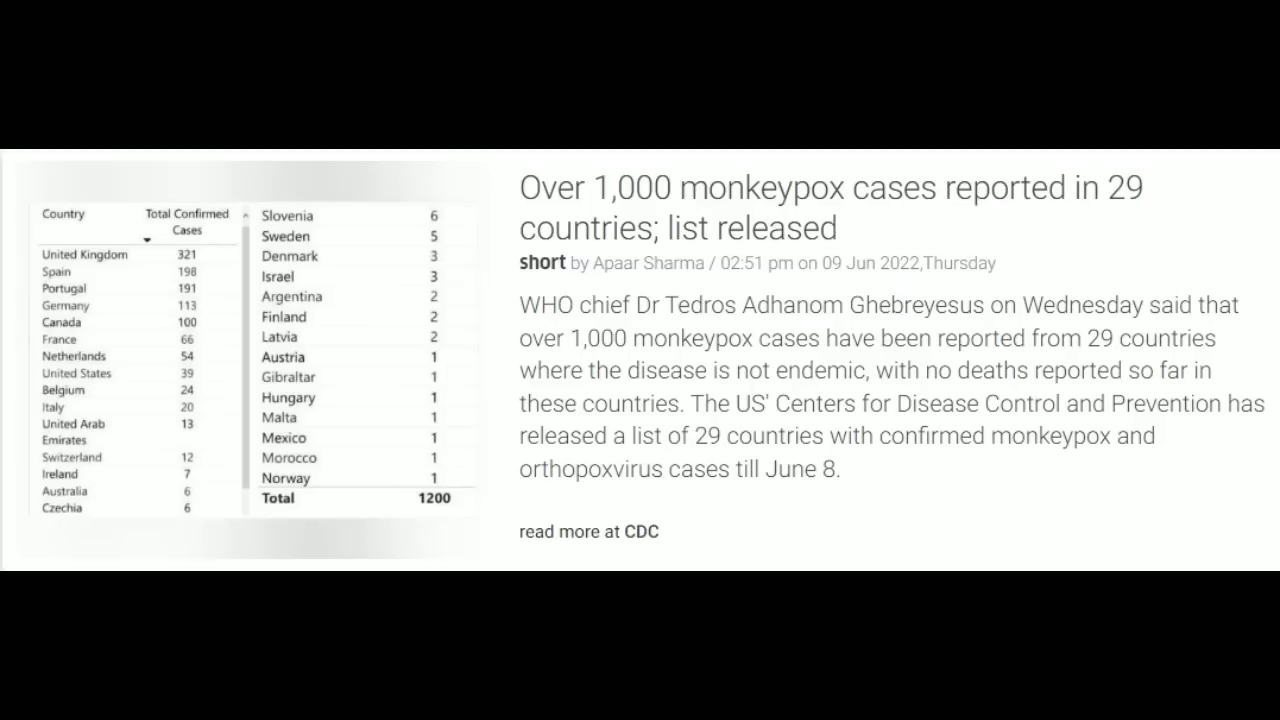 Country Total Confirmed
Cases
United Kingdom 321
Spain 198
Portugal 191
Germany 113
Canada 100
France 66
Netherlands 54
United States 39
Belgium 24
Italy 20
United Arab 13
Emirates
Switzerland 12
Ireland 7
Australia 6
Czechia 6
Slovenia 6
Sweden 5
Denmark 3
Israel 3
Argentina 2
Finland 2
Latvia 2
Austria 1
Gibraltar 1
Hungary 1
Malta 1
Mexico 1
Morocco 1
Norway 1
Total 1200
Over 1,000 monkeypox cases reported in 29
countries; list released
short by Apaar Sharma / 02:51 pm on 09 Jun 2022,Thursday
WHO chief Dr Tedros Adhanom Ghebreyesus on Wednesday said that
over 1,000 monkeypox cases have been reported from 29 countries
where the disease is not endemic, with no deaths reported so far in
these countries. The US' Centers for Disease Control and Prevention has
released a list of 29 countries with confirmed monkeypox and
orthopoxvirus cases till June 8.
read more at CDC